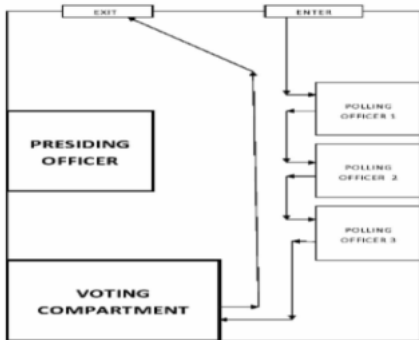 EXIT
ENTER
POLLING
OFFICER 1
PRESIDING
OFFICER
POLLING
OFFICER 2
POLLING
OFFICER 3
VOTING
COMPARTMENT